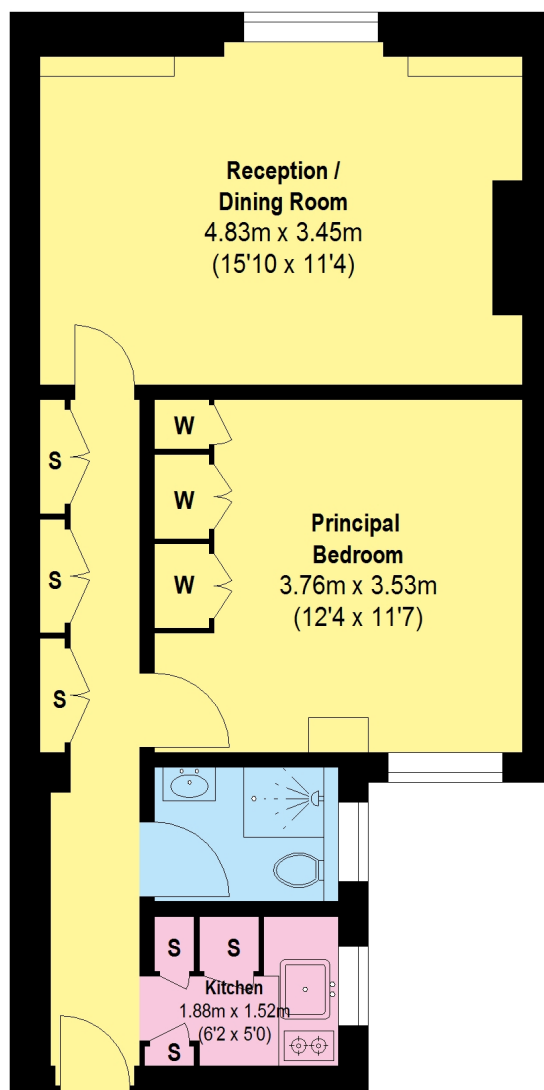 Reception /
Dining Room
4.83m x 3.45m
(15'10 x 11'4)
W
S
W
Principal
Bedroom
3.76m x 3.53m
(12'4 x 11'7)
S
W
S
S
S
Kitchen
1.88m x 1.52m
(6'2 x 5'0)
S